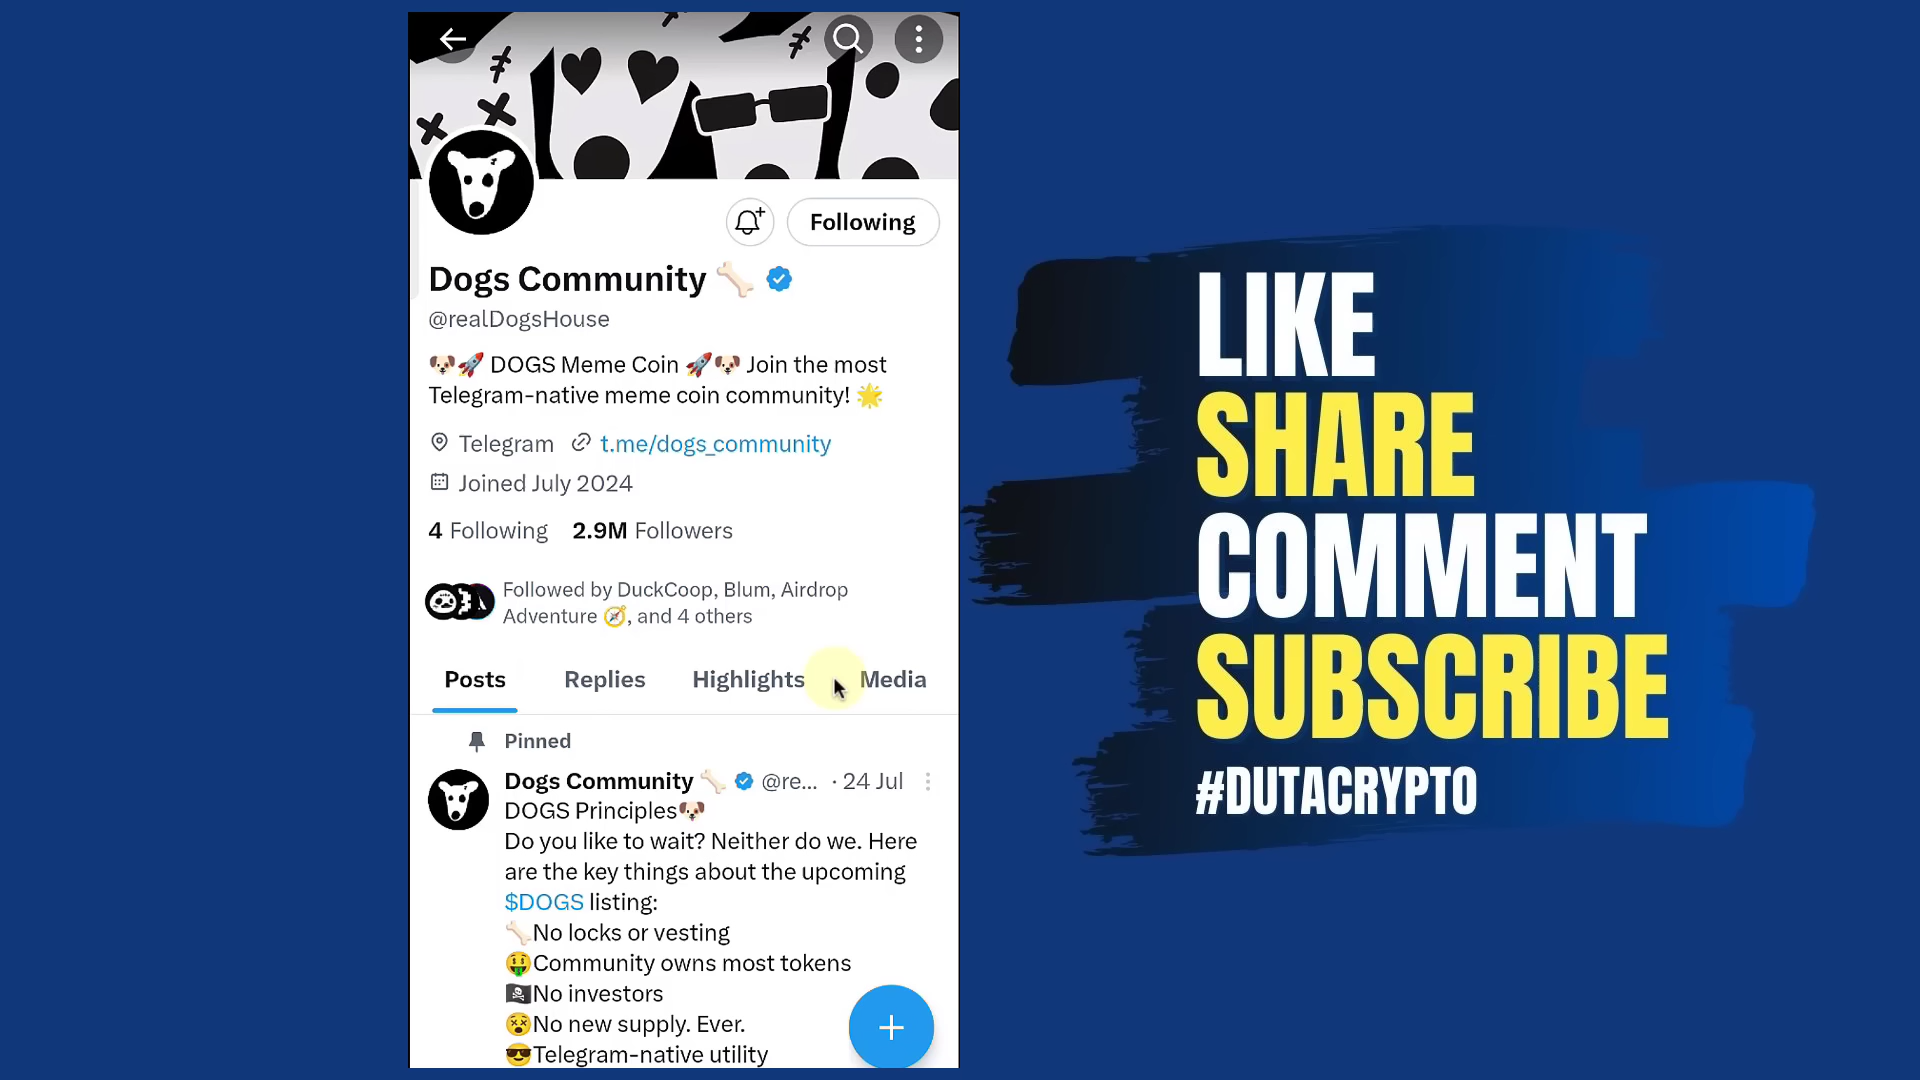 Following
Dogs Community 🦴
@realDogsHouse
🐶🚀 DOGS Meme Coin 🚀🐶 Join the most
Telegram-native meme coin community! 🌟
Telegram t.me/dogs_community
Joined July 2024
4 Following 2.9M Followers
Followed by DuckCoop, Blum, Airdrop
Adventure 🧭, and 4 others
Posts Replies Highlights Media
Pinned
Dogs Community 🦴 @re... · 24 Jul
DOGS Principles🐶
Do you like to wait? Neither do we. Here
are the key things about the upcoming
$DOGS listing:
🦴No locks or vesting
🤑Community owns most tokens
🏴‍☠️No investors
😵No new supply. Ever.
😎Telegram-native utility
LIKE
SHARE
COMMENT
SUBSCRIBE
#DUTACRYPTO